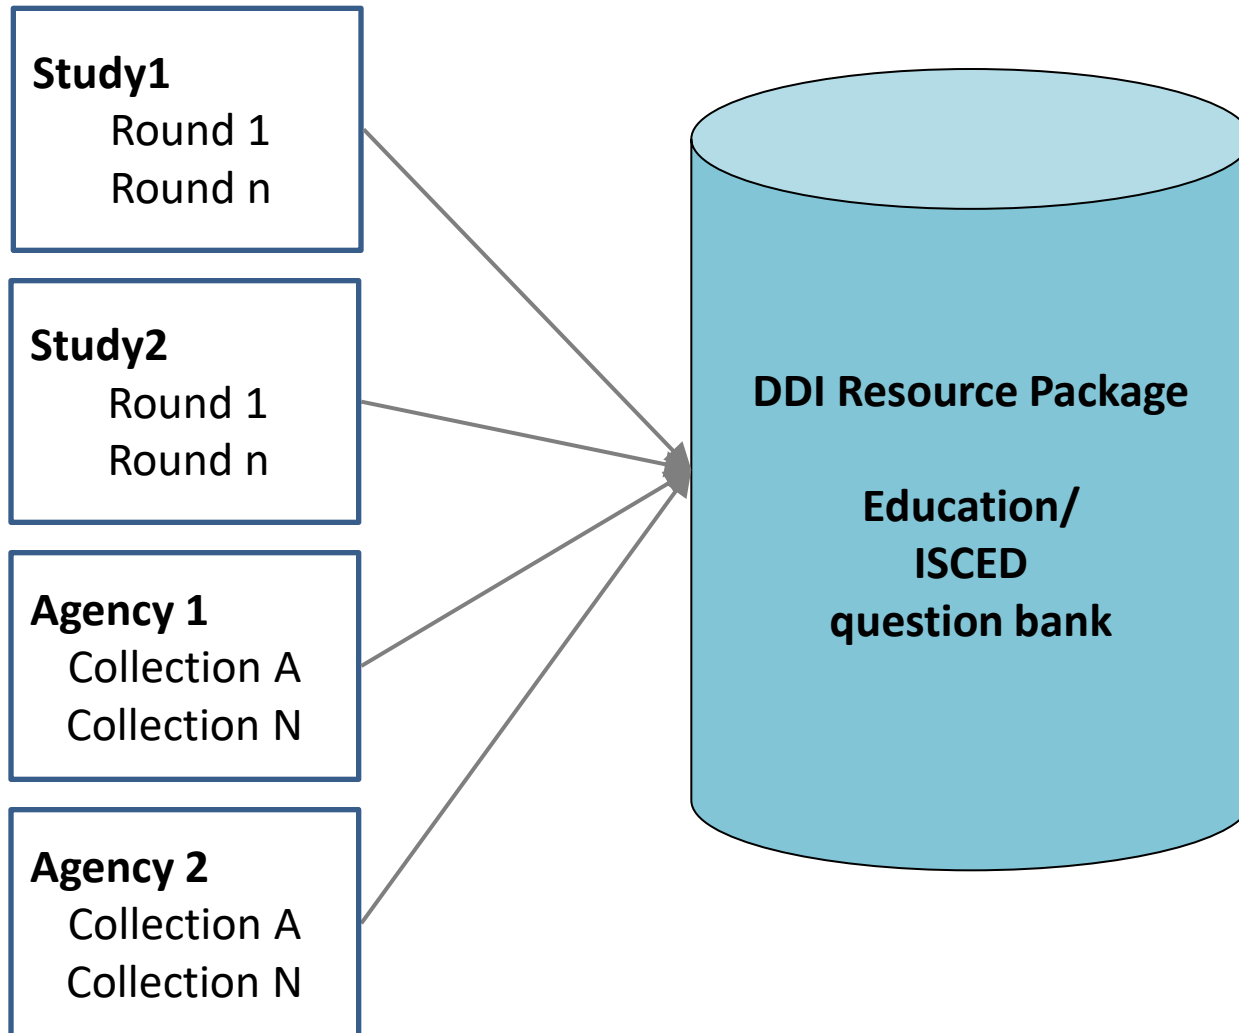 Study1
Round 1
Round n
Study2
Round 1
Round n
Agency 1
Collection A
Collection N
Agency 2
Collection A
Collection N
DDI Resource Package
Education/
ISCED
question bank